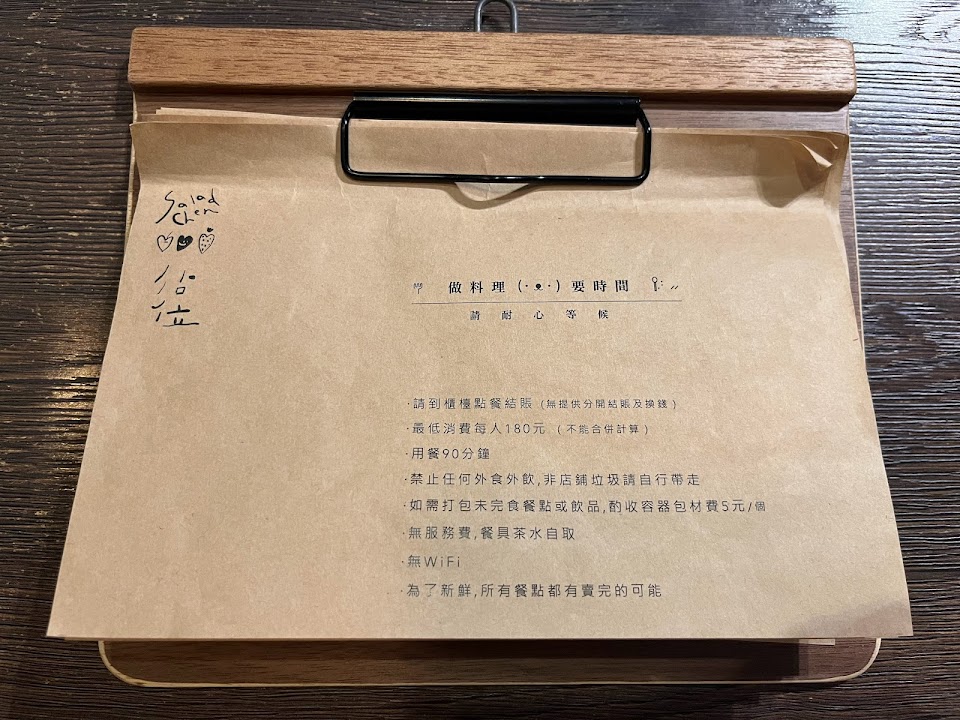 Salad
Chen
做料理(·ᴥ·)要時間
請耐心等候
·請到櫃檯點餐結賬 (無提供分開結賬及換錢)
·最低消費每人180元 (不能合併計算)
·用餐90分鐘
·禁止任何外食外飲,非店鋪垃圾請自行帶走
·如需打包未完食餐點或飲品,酌收容器包材費5元/個
·無服務費,餐具茶水自取
·無WiFi
·為了新鮮,所有餐點都有賣完的可能